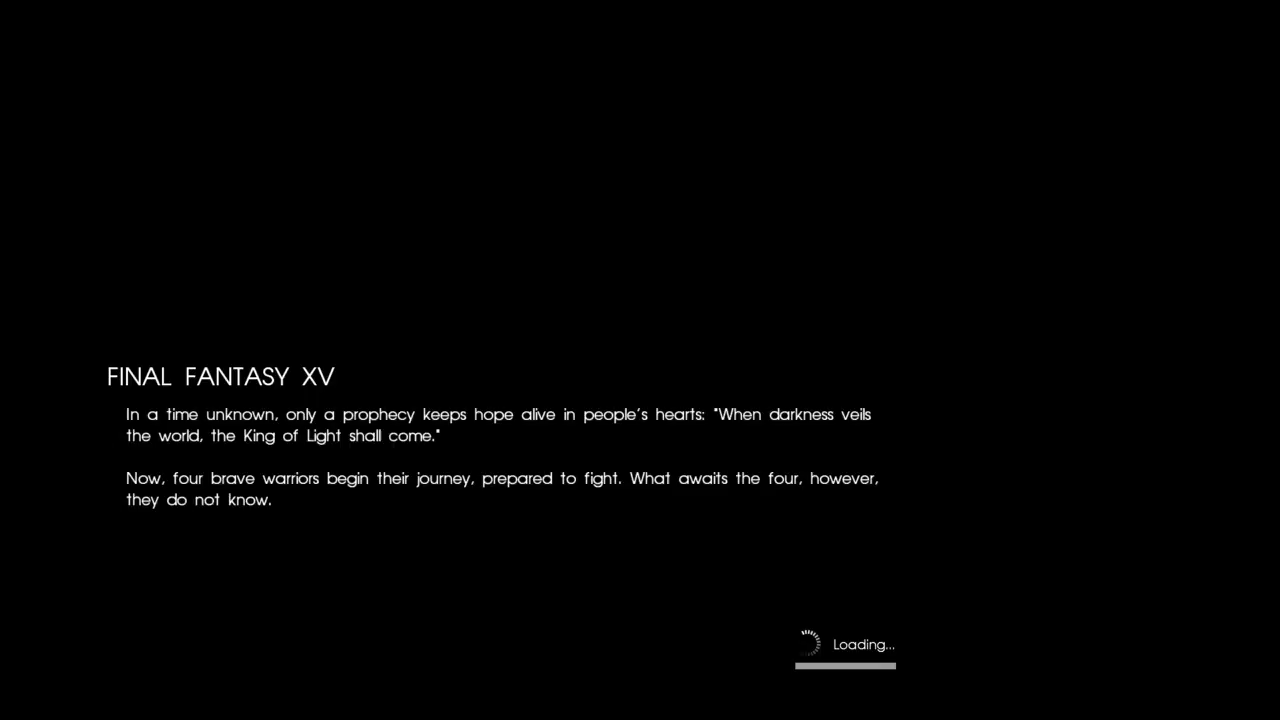 FINAL FANTASY XV
In a time unknown, only a prophecy keeps hope alive in people's hearts: "When darkness veils
the world, the King of Light shall come."
Now, four brave warriors begin their journey, prepared to fight. What awaits the four, however,
they do not know.
Loading...